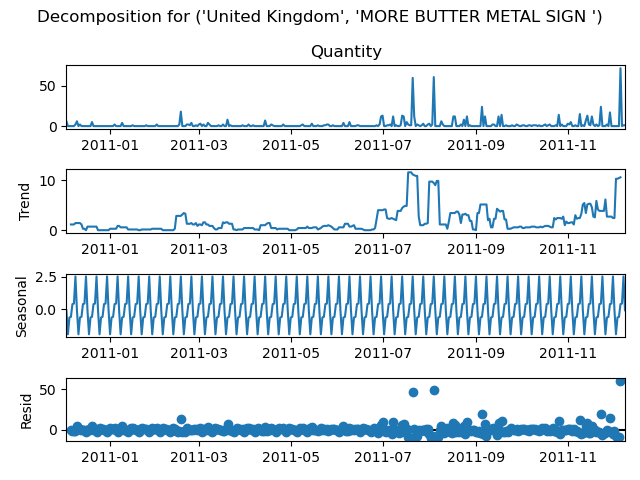 Decomposition for ('United Kingdom', 'MORE BUTTER METAL SIGN ')
Quantity
50
0
2011-01 2011-03 2011-05 2011-07 2011-09 2011-11
Trend
10
0
2011-01 2011-03 2011-05 2011-07 2011-09 2011-11
Seasonal
2.5
0.0
2011-01 2011-03 2011-05 2011-07 2011-09 2011-11
Resid
50
0
2011-01 2011-03 2011-05 2011-07 2011-09 2011-11